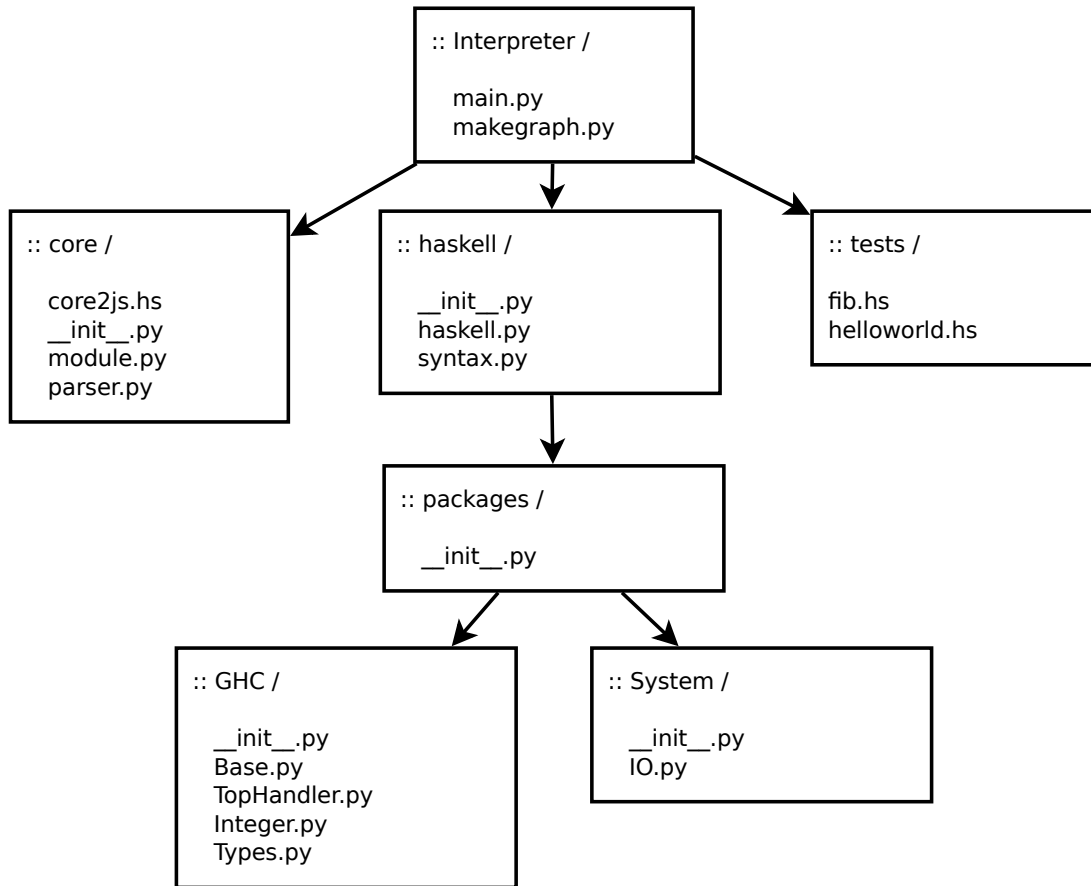 :: Interpreter /
main.py
makegraph.py
:: core /
core2js.hs
__init__.py
module.py
parser.py
:: haskell /
__init__.py
haskell.py
syntax.py
:: tests /
fib.hs
helloworld.hs
:: packages /
__init__.py
:: GHC /
__init__.py
Base.py
TopHandler.py
Integer.py
Types.py
:: System /
__init__.py
IO.py